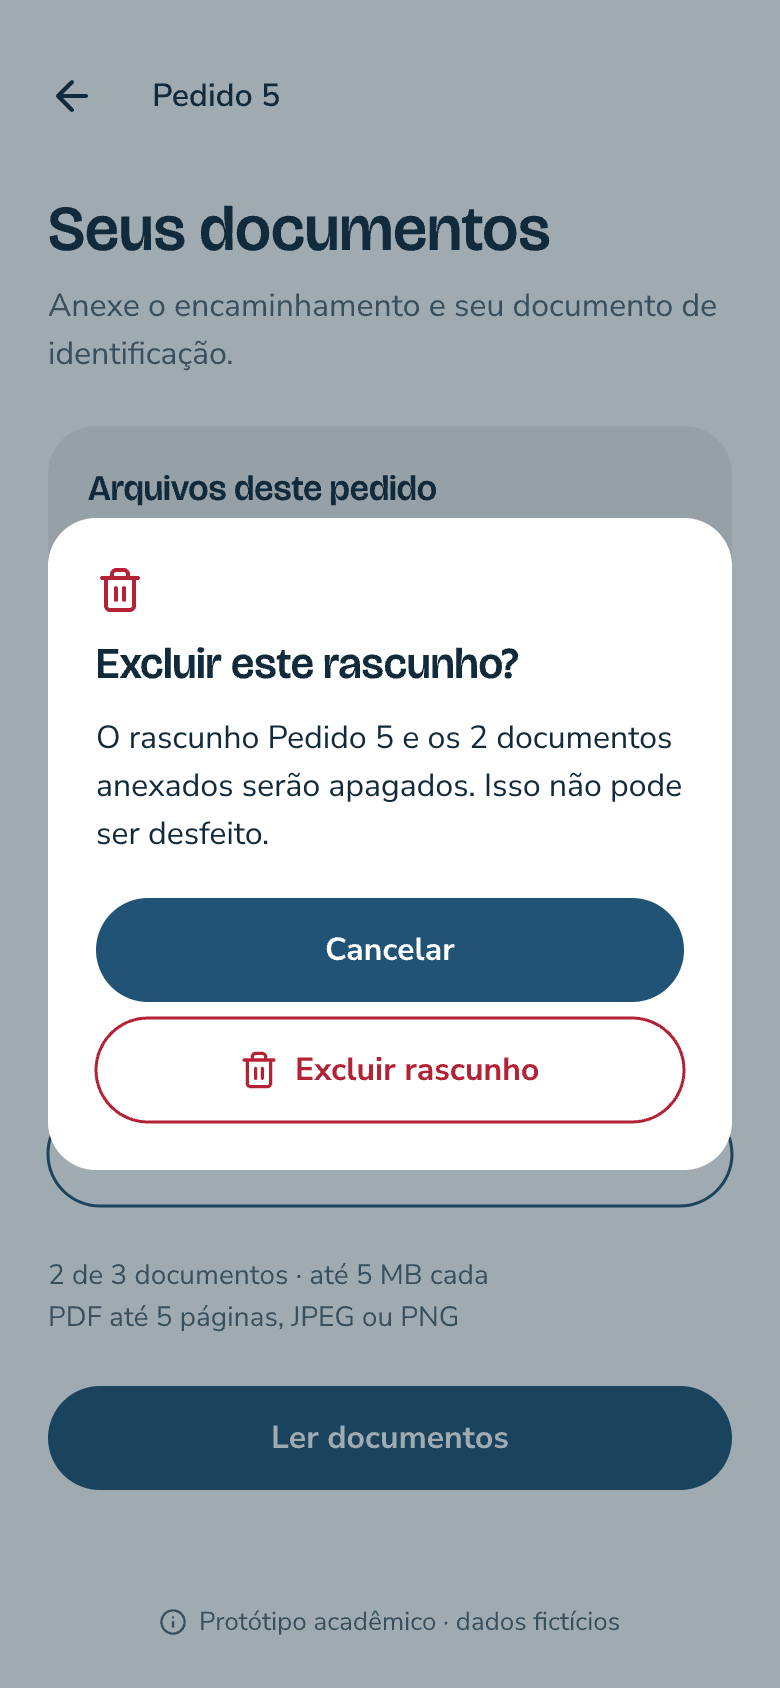 Pedido 5
Seus documentos
Anexe o encaminhamento e seu documento de
identificação.
Arquivos deste pedido
Excluir este rascunho?
O rascunho Pedido 5 e os 2 documentos
anexados serão apagados. Isso não pode
ser desfeito.
Cancelar
Excluir rascunho
2 de 3 documentos · até 5 MB cada
PDF até 5 páginas, JPEG ou PNG
Ler documentos
Protótipo acadêmico · dados fictícios